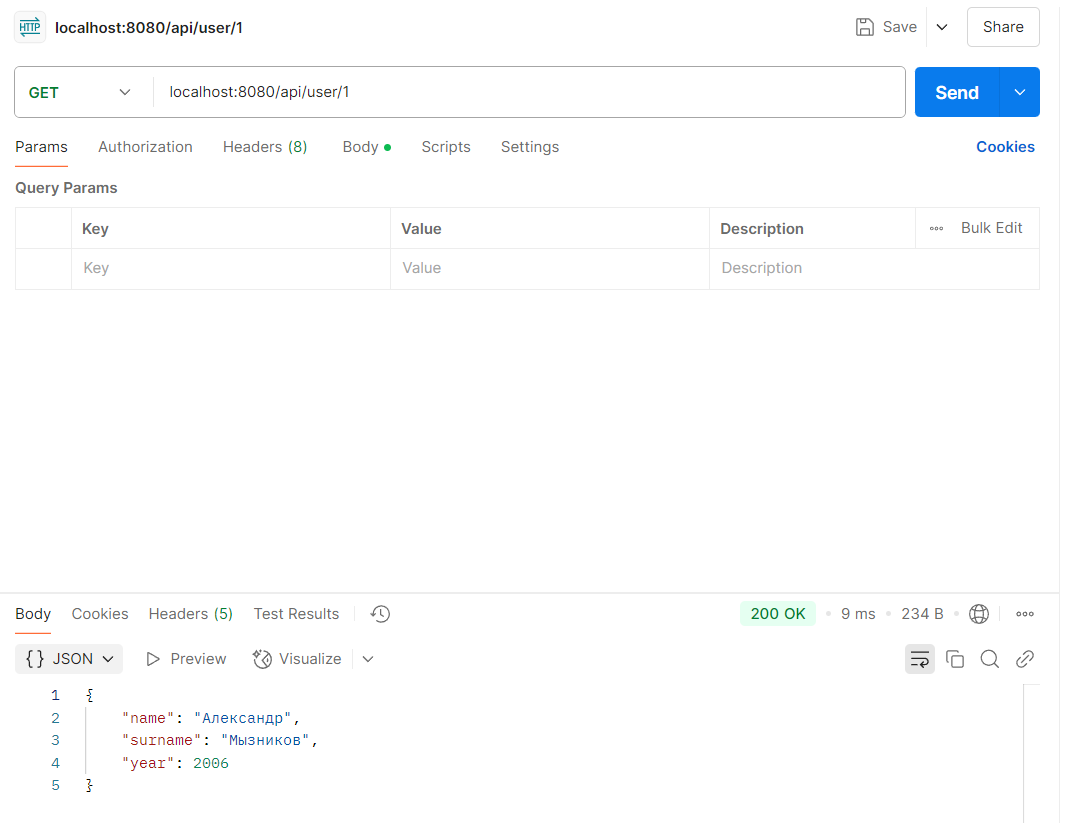 HTTP localhost:8080/api/user/1 Save Share
GET localhost:8080/api/user/1 Send
Params Authorization Headers (8) Body Scripts Settings Cookies
Query Params
Key Value Description Bulk Edit
Key Value Description
Body Cookies Headers (5) Test Results 200 OK 9 ms 234 B
{} JSON Preview Visualize
1 {
2 "name": "Александр",
3 "surname": "Мызников",
4 "year": 2006
5 }